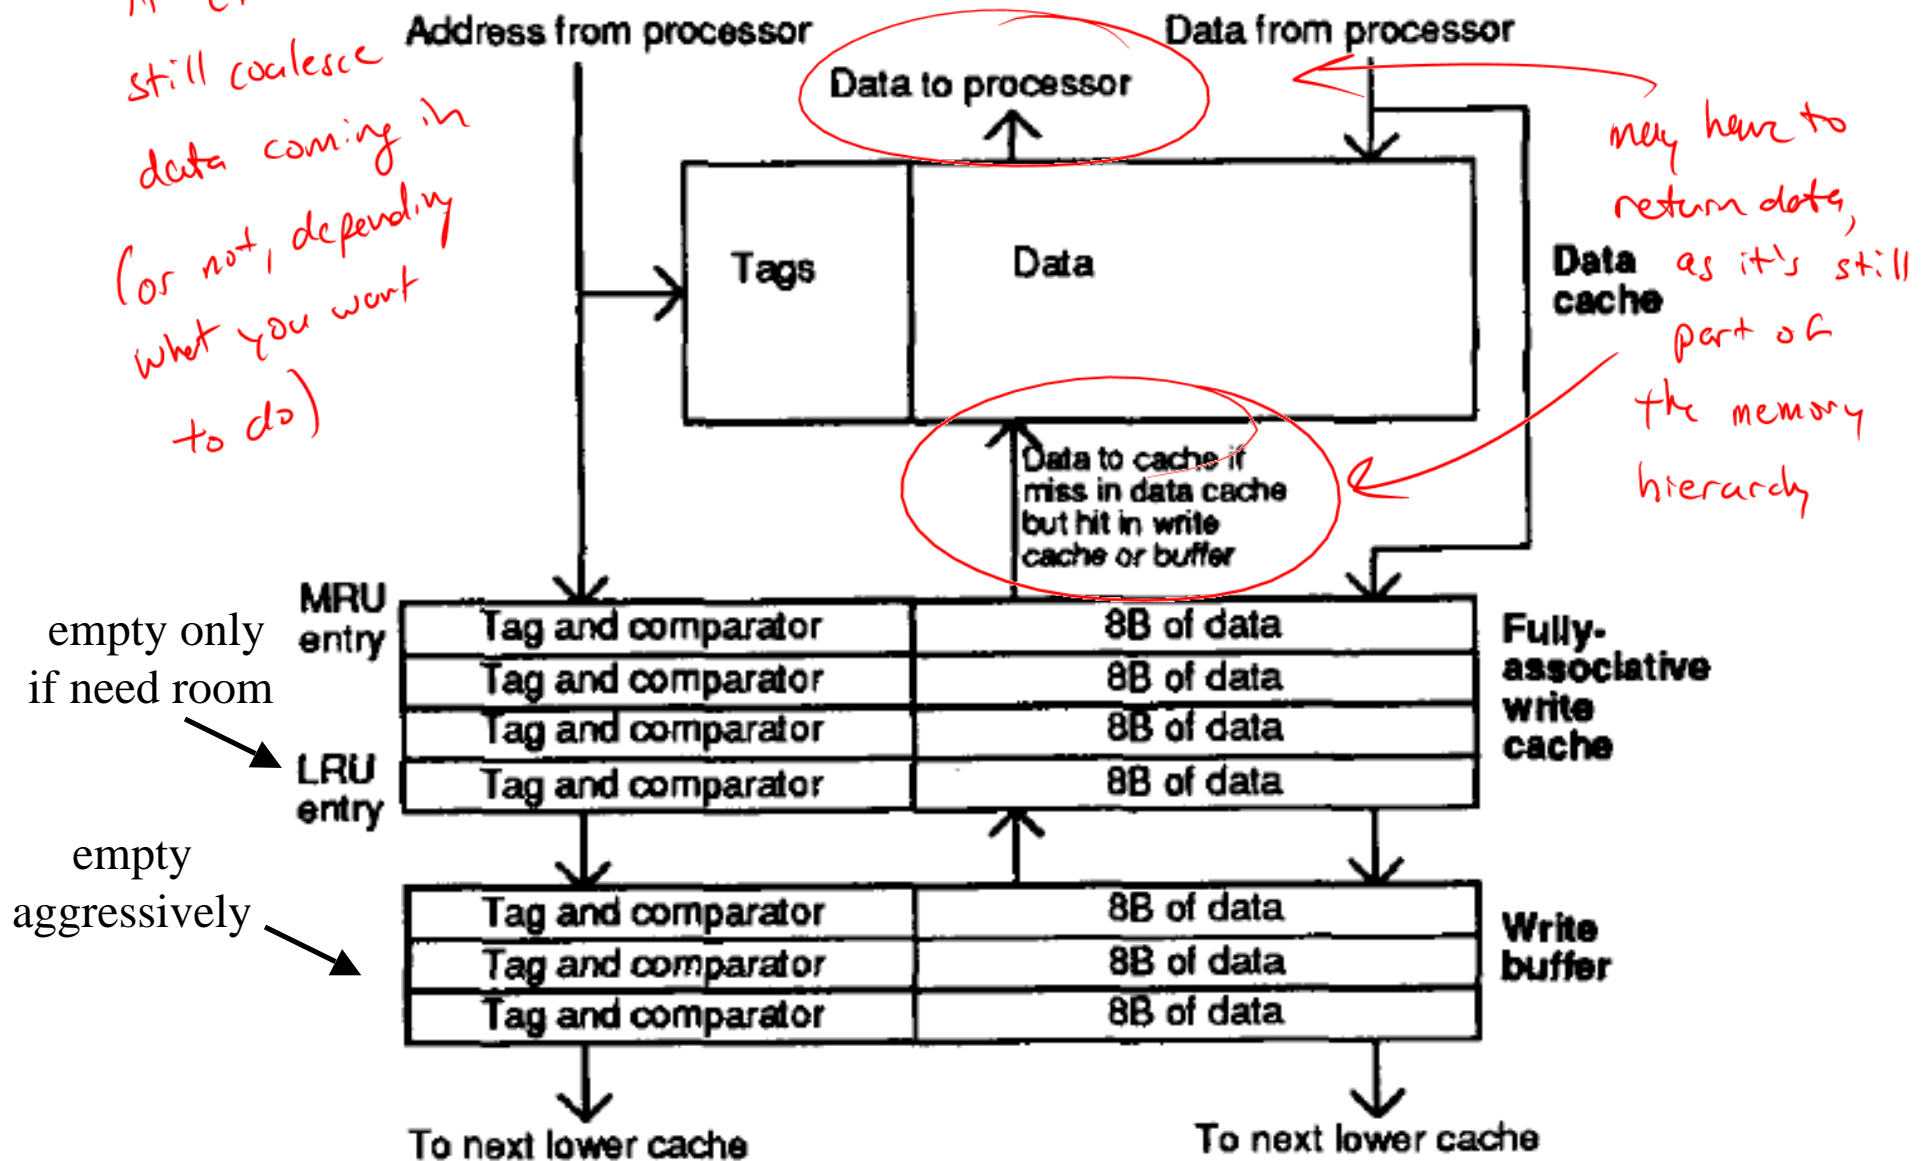 still coalesce
data coming in
(or not, depending
what you want
to do)
Address from processor
Data to processor
Data from processor
may have to
return data,
as it's still
part of
the memory
hierarchy
Tags
Data
Data
cache
Data to cache if
miss in data cache
but hit in write
cache or buffer
empty only
if need room
MRU
entry
LRU
entry
Tag and comparator
8B of data
Tag and comparator
8B of data
Tag and comparator
8B of data
Tag and comparator
8B of data
Fully-
associative
write
cache
empty
aggressively
Tag and comparator
8B of data
Tag and comparator
8B of data
Tag and comparator
8B of data
Write
buffer
To next lower cache
To next lower cache